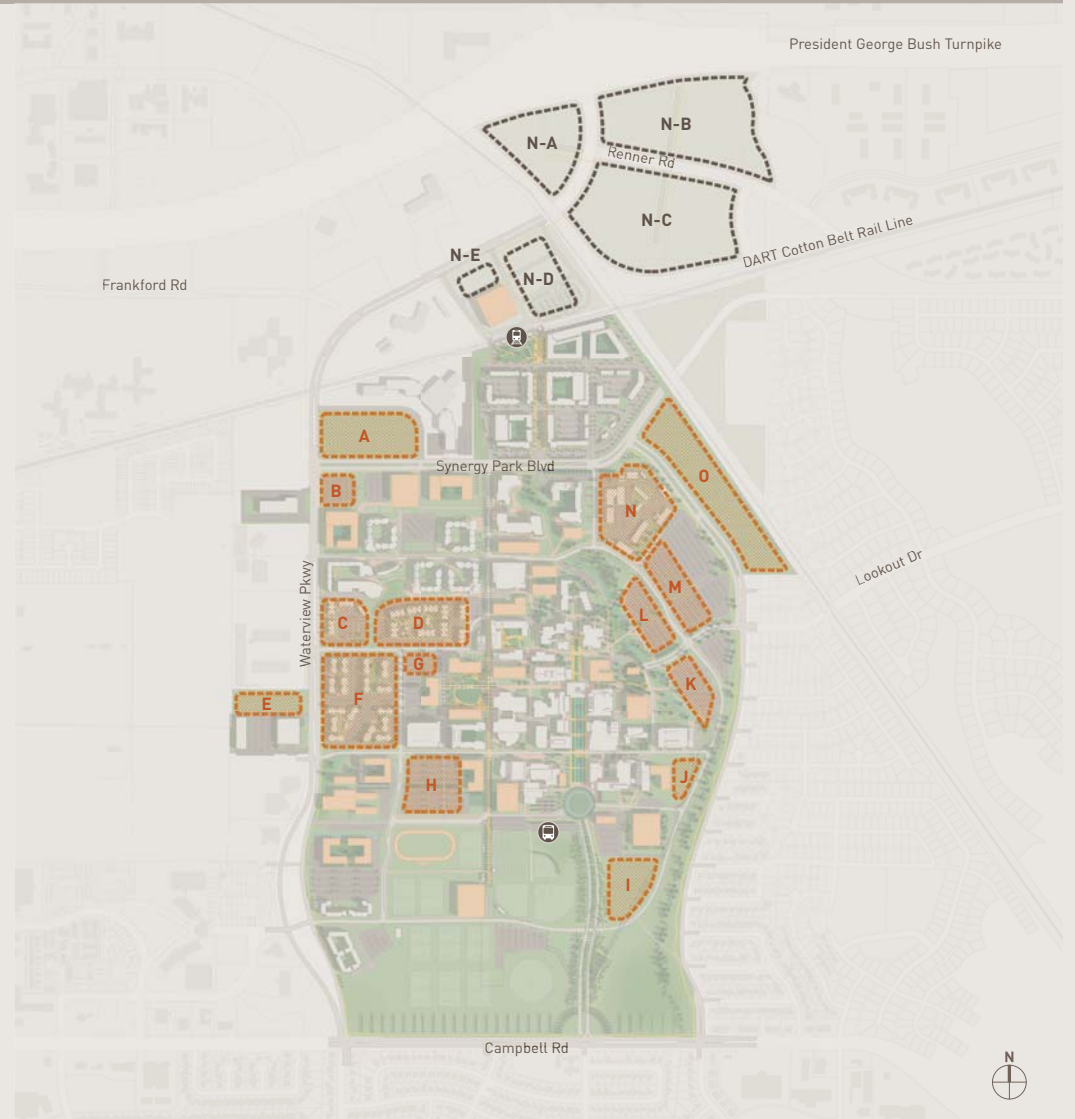 President George Bush Turnpike
N-B
N-A
Renner Rd
N-C
DART Cotton Belt Rail Line
N-E
N-D
Frankford Rd
A
Synergy Park Blvd
O
B
N
Lookout Dr
M
Waterview Pkwy
C
D
L
G
K
F
E
J
H
I
Campbell Rd
N